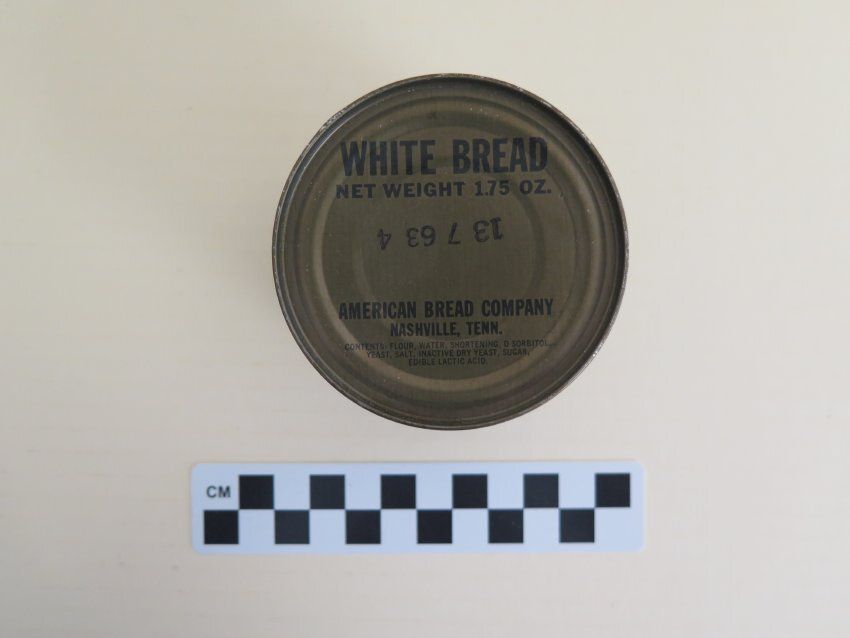 WHITE BREAD
NET WEIGHT 1.75 OZ.
13 7 63 4
AMERICAN BREAD COMPANY
NASHVILLE, TENN.
CONTENTS: FLOUR, WATER, SHORTENING, D SORBITOL,
YEAST, SALT, INACTIVE DRY YEAST, SUGAR,
EDIBLE LACTIC ACID.
CM